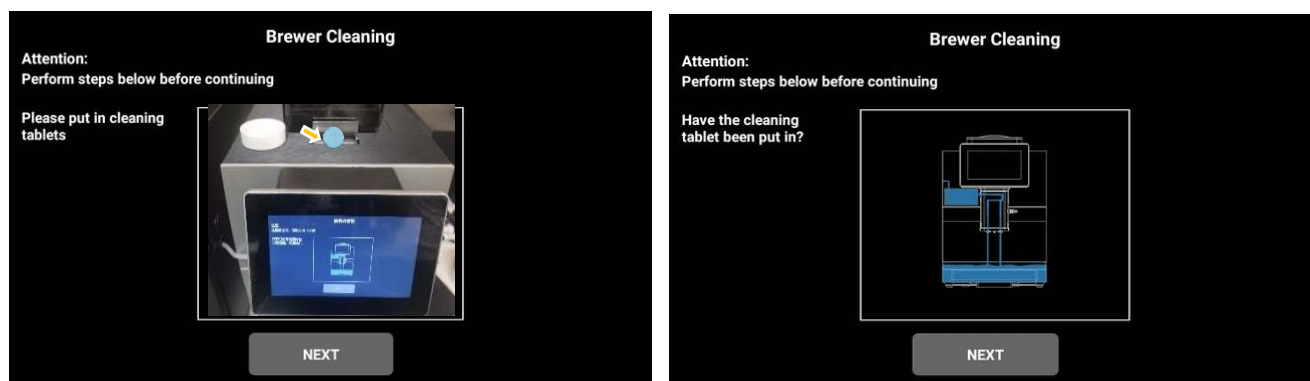 Brewer Cleaning
Attention:
Perform steps below before continuing
Please put in cleaning
tablets
NEXT
Brewer Cleaning
Attention:
Perform steps below before continuing
Have the cleaning
tablet been put in?
NEXT